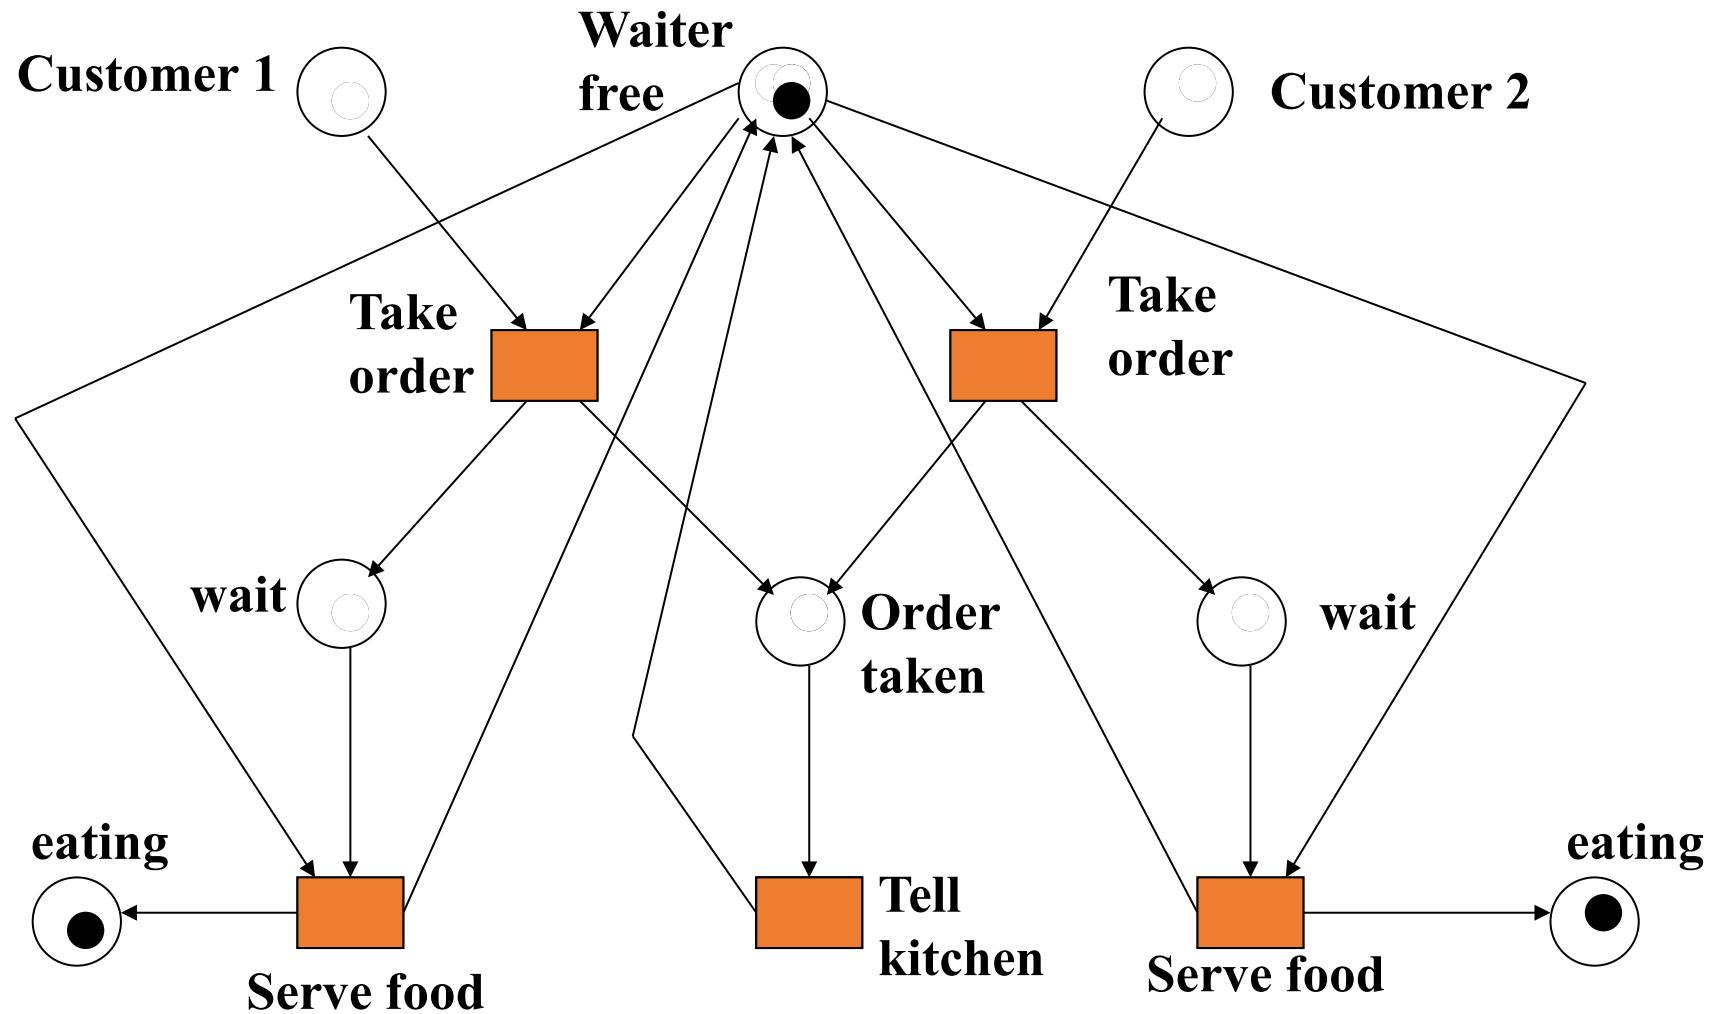 Customer 1
Waiter
free
Customer 2
Take
order
Take
order
wait
Order
taken
wait
eating
Serve food
Tell
kitchen
Serve food
eating